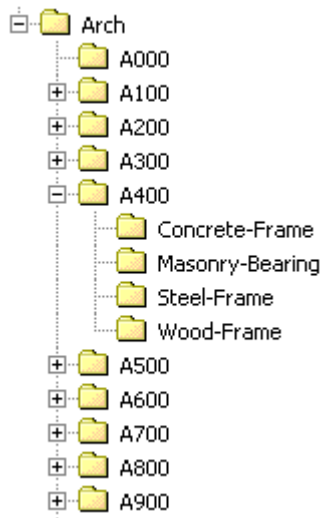 Arch
A000
A100
A200
A300
A400
Concrete-Frame
Masonry-Bearing
Steel-Frame
Wood-Frame
A500
A600
A700
A800
A900